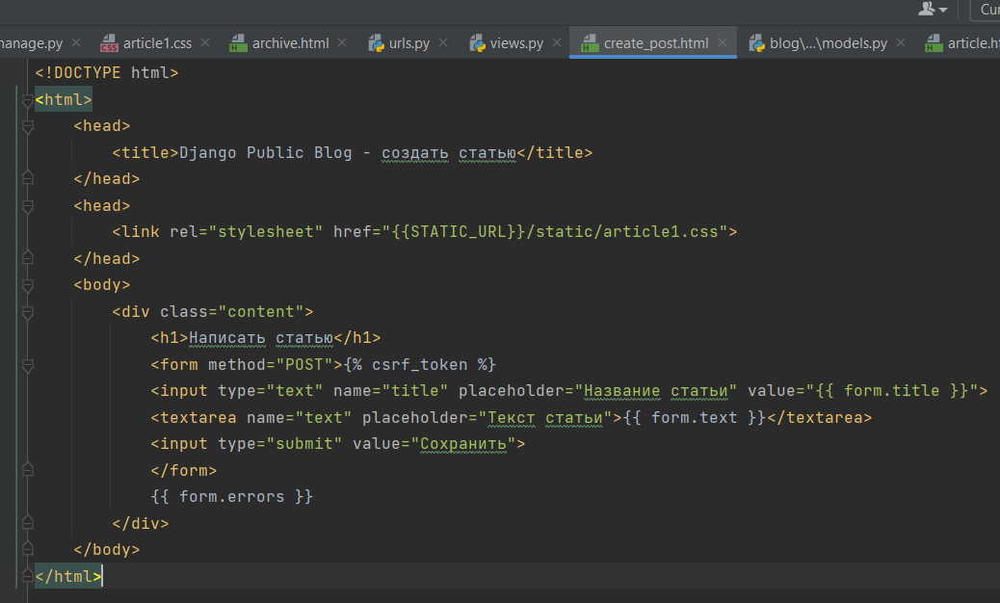 Cur
manage.py article1.css archive.html urls.py views.py create_post.html blog\...\models.py article.h
<!DOCTYPE html>
<html>
    <head>
        <title>Django Public Blog - создать статью</title>
    </head>
    <head>
        <link rel="stylesheet" href="{{STATIC_URL}}/static/article1.css">
    </head>
    <body>
        <div class="content">
            <h1>Написать статью</h1>
            <form method="POST">{% csrf_token %}
            <input type="text" name="title" placeholder="Название статьи" value="{{ form.title }}">
            <textarea name="text" placeholder="Текст статьи">{{ form.text }}</textarea>
            <input type="submit" value="Сохранить">
            </form>
            {{ form.errors }}
        </div>
    </body>
</html>